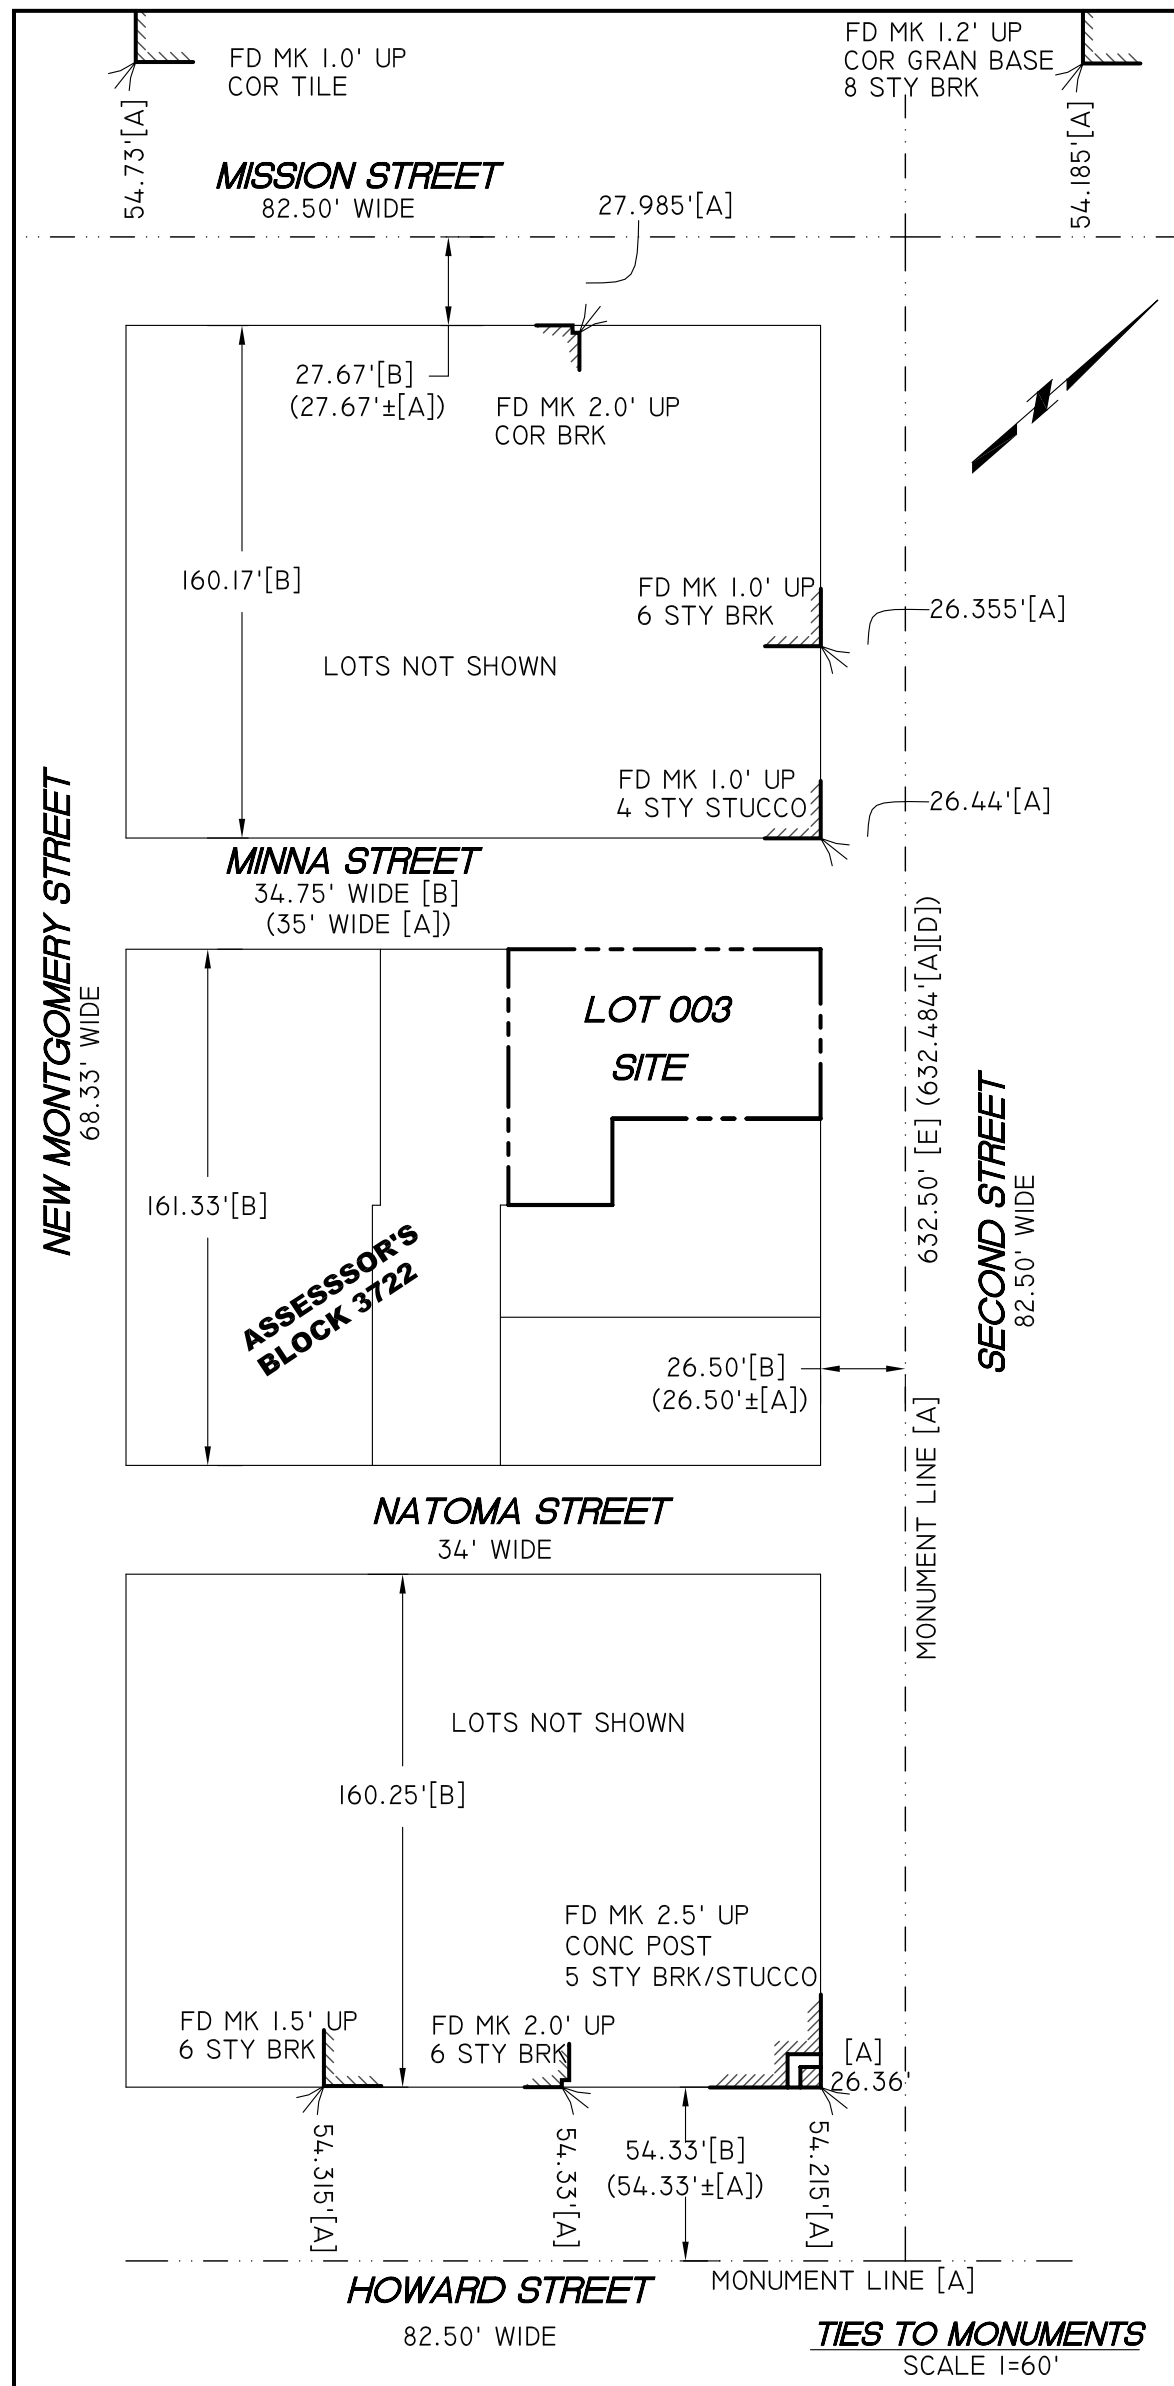 FD MK 1.0' UP
COR TILE
FD MK 1.2' UP
COR GRAN BASE
8 STY BRK
54.73'[A]
54.185'[A]
MISSION STREET
82.50' WIDE
27.985'[A]
27.67'[B]
(27.67'±[A])
FD MK 2.0' UP
COR BRK
160.17'[B]
FD MK 1.0' UP
6 STY BRK
26.355'[A]
LOTS NOT SHOWN
FD MK 1.0' UP
4 STY STUCCO
26.44'[A]
MINNA STREET
34.75' WIDE [B]
(35' WIDE [A])
NEW MONTGOMERY STREET
68.33' WIDE
LOT 003
SITE
632.50' [E] (632.484'[A][D])
SECOND STREET
82.50' WIDE
161.33'[B]
ASSESSSOR'S
BLOCK 3722
26.50'[B]
(26.50'±[A])
MONUMENT LINE [A]
NATOMA STREET
34' WIDE
LOTS NOT SHOWN
160.25'[B]
FD MK 2.5' UP
CONC POST
5 STY BRK/STUCCO
FD MK 1.5' UP
6 STY BRK
FD MK 2.0' UP
6 STY BRK
[A]
26.36'
54.315'[A]
54.33'[A]
54.33'[B]
(54.33'±[A])
54.215'[A]
HOWARD STREET
82.50' WIDE
MONUMENT LINE [A]
TIES TO MONUMENTS
SCALE 1=60'